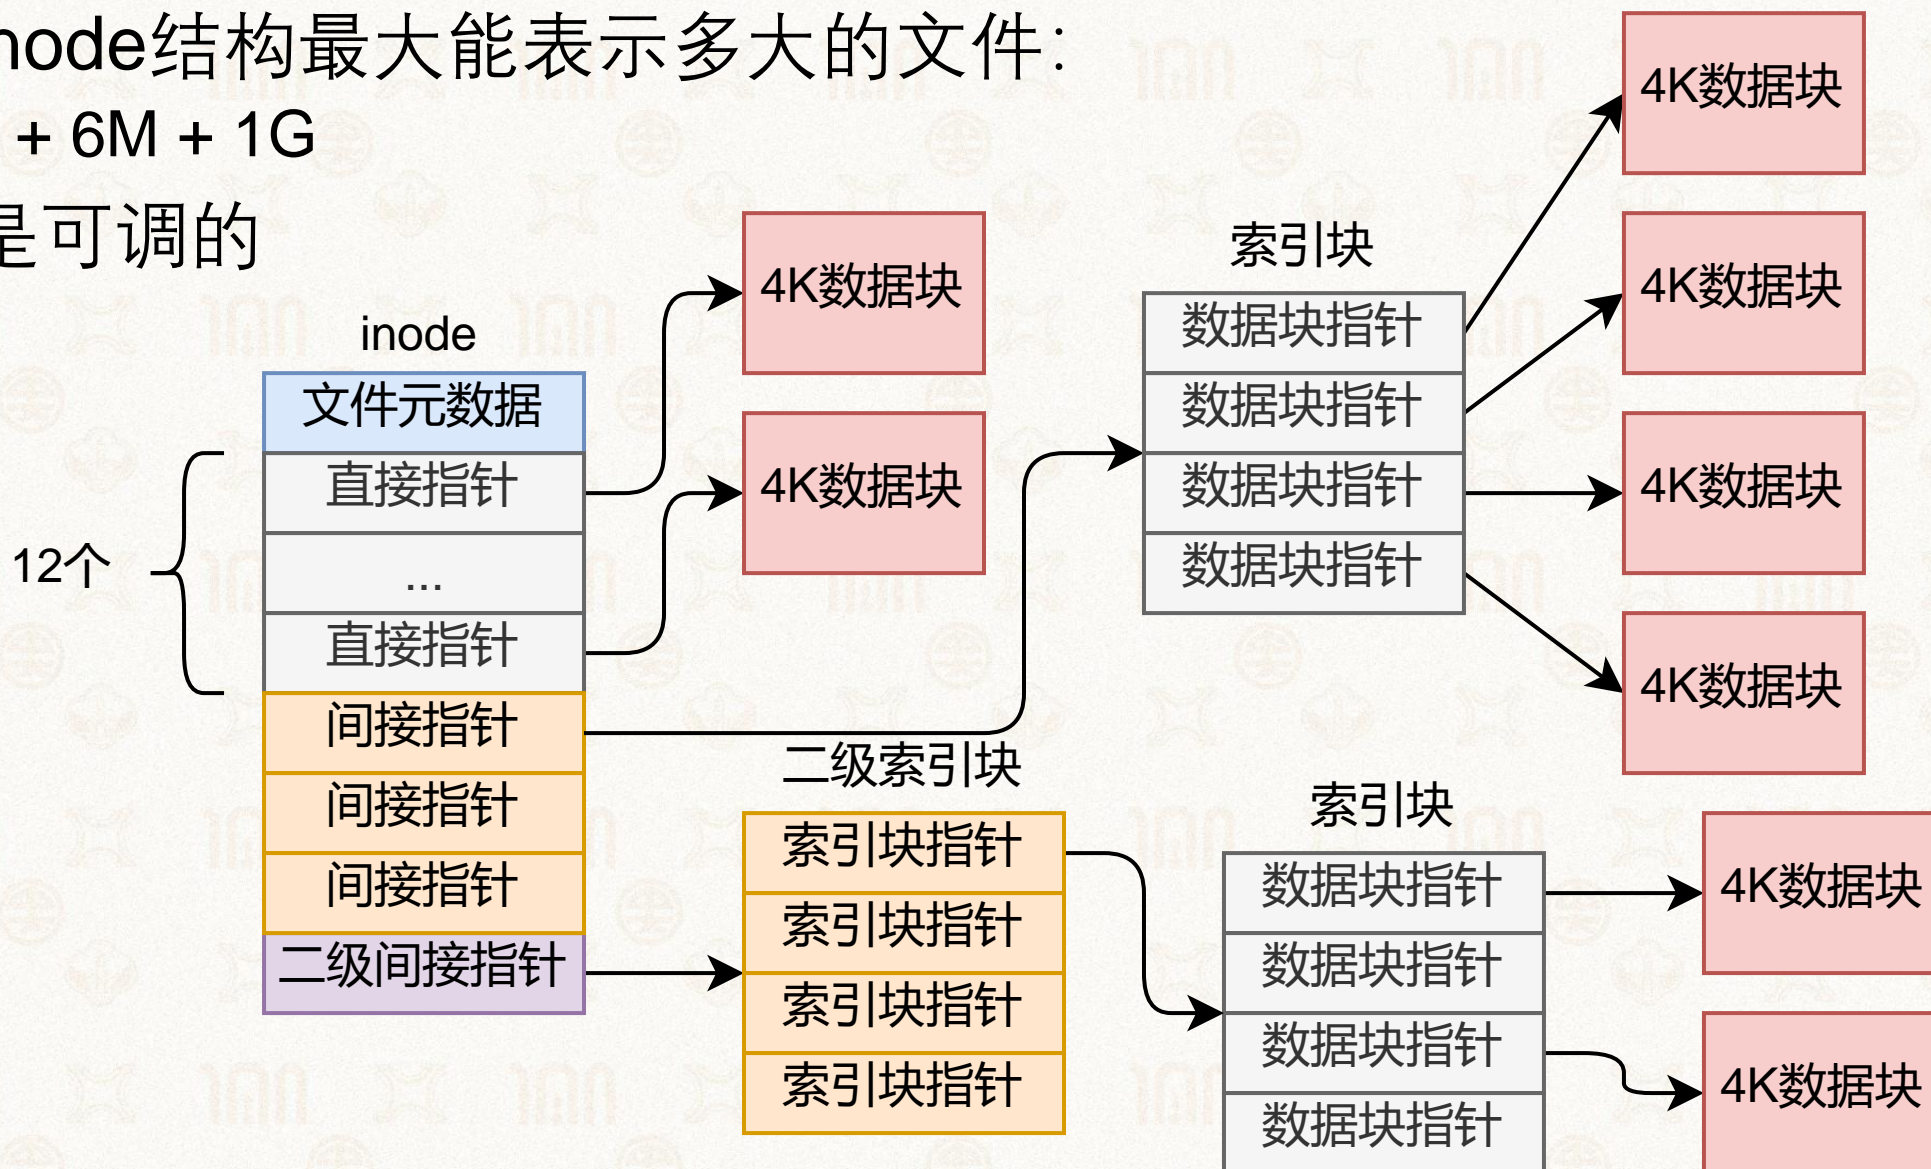 node结构最大能表示多大的文件：
+ 6M + 1G
是可调的
inode
文件元数据
直接指针
...
直接指针
间接指针
间接指针
间接指针
二级间接指针
12个
4K数据块
4K数据块
索引块
数据块指针
数据块指针
数据块指针
数据块指针
4K数据块
4K数据块
4K数据块
4K数据块
二级索引块
索引块指针
索引块指针
索引块指针
索引块指针
索引块
数据块指针
数据块指针
数据块指针
数据块指针
4K数据块
4K数据块